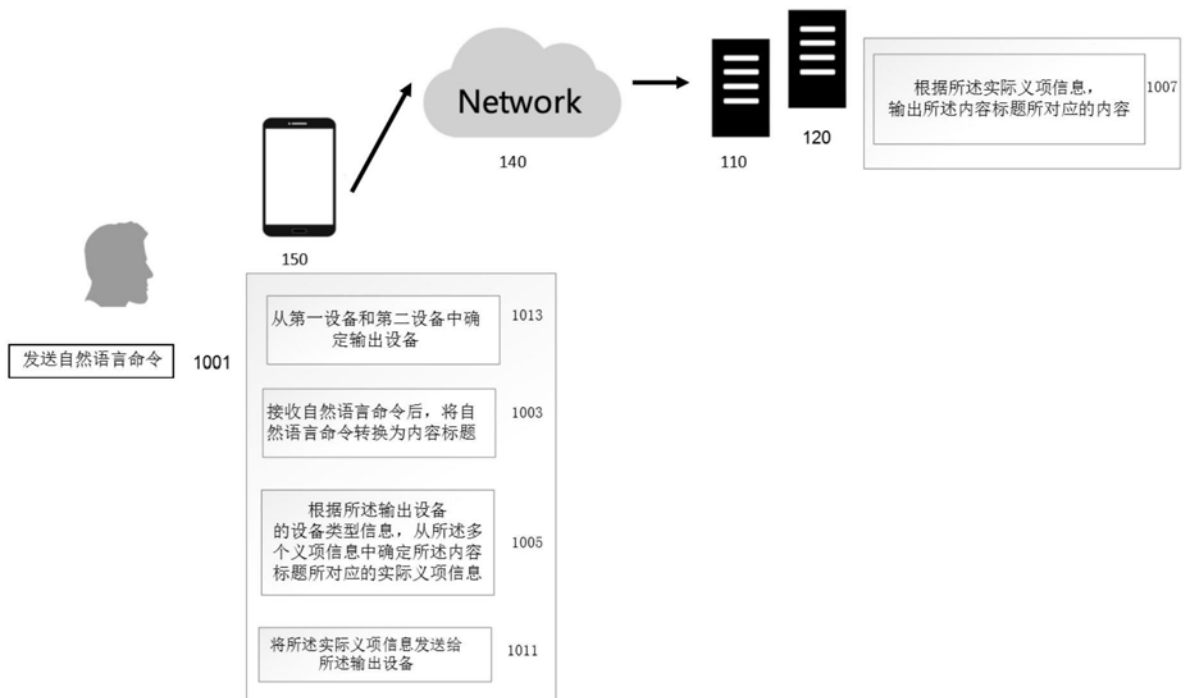 Network
140
110
120
根据所述实际义项信息，
输出所述内容标题所对应的内容
1007
150
发送自然语言命令
1001
从第一设备和第二设备中确
定输出设备
1013
接收自然语言命令后，将自
然语言命令转换为内容标题
1003
根据所述输出设备
的设备类型信息，从所述多
个义项信息中确定所述内容
标题所对应的实际义项信息
1005
将所述实际义项信息发送给
所述输出设备
1011